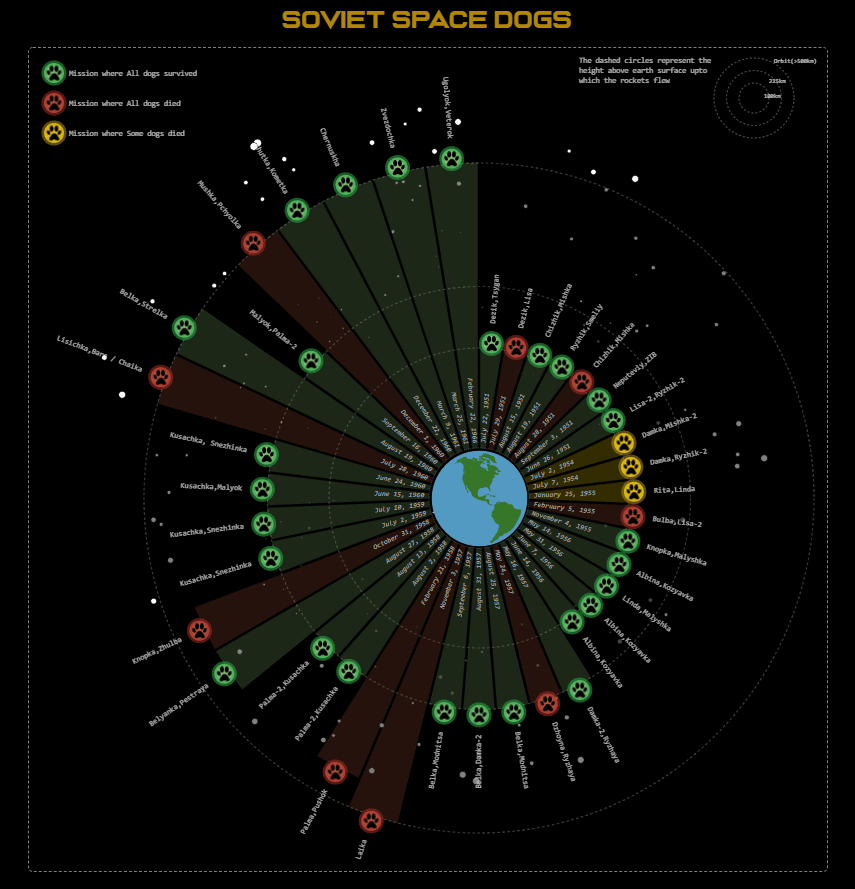 SOVIET SPACE DOGS
Mission where All dogs survived
Mission where All dogs died
Mission where Some dogs died
The dashed circles represent the
height above earth surface upto
which the rockets flew
Orbit(>500km)
225km
100km
Dezik,Tsygan
Dezik,Lisa
Chizhik,Mishka
Ryzhik,Smeliy
Chizhik,Mishka
Neputeviy,ZIB
Lisa-2,Ryzhik-2
Damka,Mishka-2
Damka,Ryzhik-2
Rita,Linda
Bulba,Lisa-2
Knopka,Malyshka
Albina,Kozyavka
Linda,Malyshka
Albina,Kozyavka
Albina,Kozyavka
Damka-2,Ryzhaya
Dzhoyna,Ryzhaya
Belka,Modnitsa
Belka,Damka-2
Belka,Modnitsa
Laika
Palma,Pushok
Palma-2,Kusachka
Palma-2,Kusachka
Belyanka,Pestraya
Knopka,Zhulba
Kusachka,Snezhinka
Kusachka,Snezhinka
Kusachka,Malyok
Kusachka, Snezhinka
Lisichka,Bars / Chaika
Belka,Strelka
Malyok,Palma-2
Mushka,Pchyolka
Chernushka
Zvezdochka
Ugolyok,Veterok
July 22, 1951
July 29, 1951
August 15, 1951
August 19, 1951
August 28, 1951
September 3, 1951
June 26, 1951
July 2, 1954
July 7, 1954
January 25, 1955
February 5, 1955
November 4, 1955
May 14, 1956
May 31, 1956
June 7, 1956
June 14, 1956
May 16, 1957
May 24, 1957
August 25, 1957
August 31, 1957
September 6, 1957
November 3, 1957
February 21, 1958
August 2, 1958
August 13, 1958
August 27, 1958
October 31, 1958
July 2, 1959
July 10, 1959
June 15, 1960
June 24, 1960
July 28, 1960
August 19, 1960
September 16, 1960
December 1, 1960
December 22, 1960
March 9, 1961
March 25, 1961
February 22, 1966